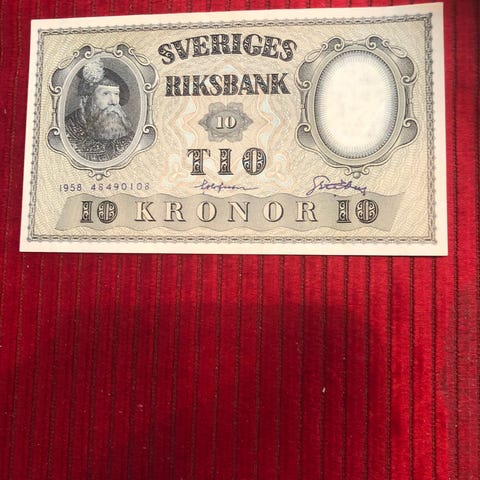 SVERIGES
RIKSBANK
10
TIO
1958 48490108
10 KRONOR 10